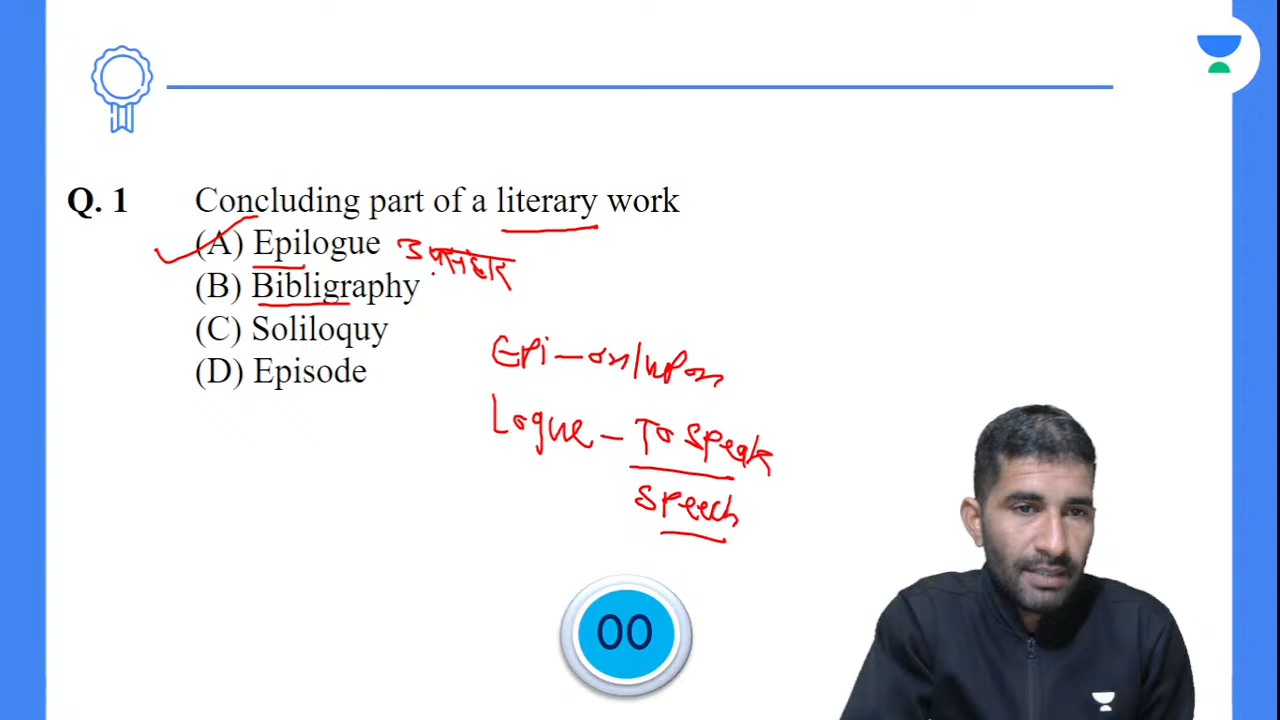 Q. 1 Concluding part of a literary work
(A) Epilogue उपसंहार
(B) Bibligraphy
(C) Soliloquy
(D) Episode
Epi – on/upon
Logue – To Speak
Speech
00